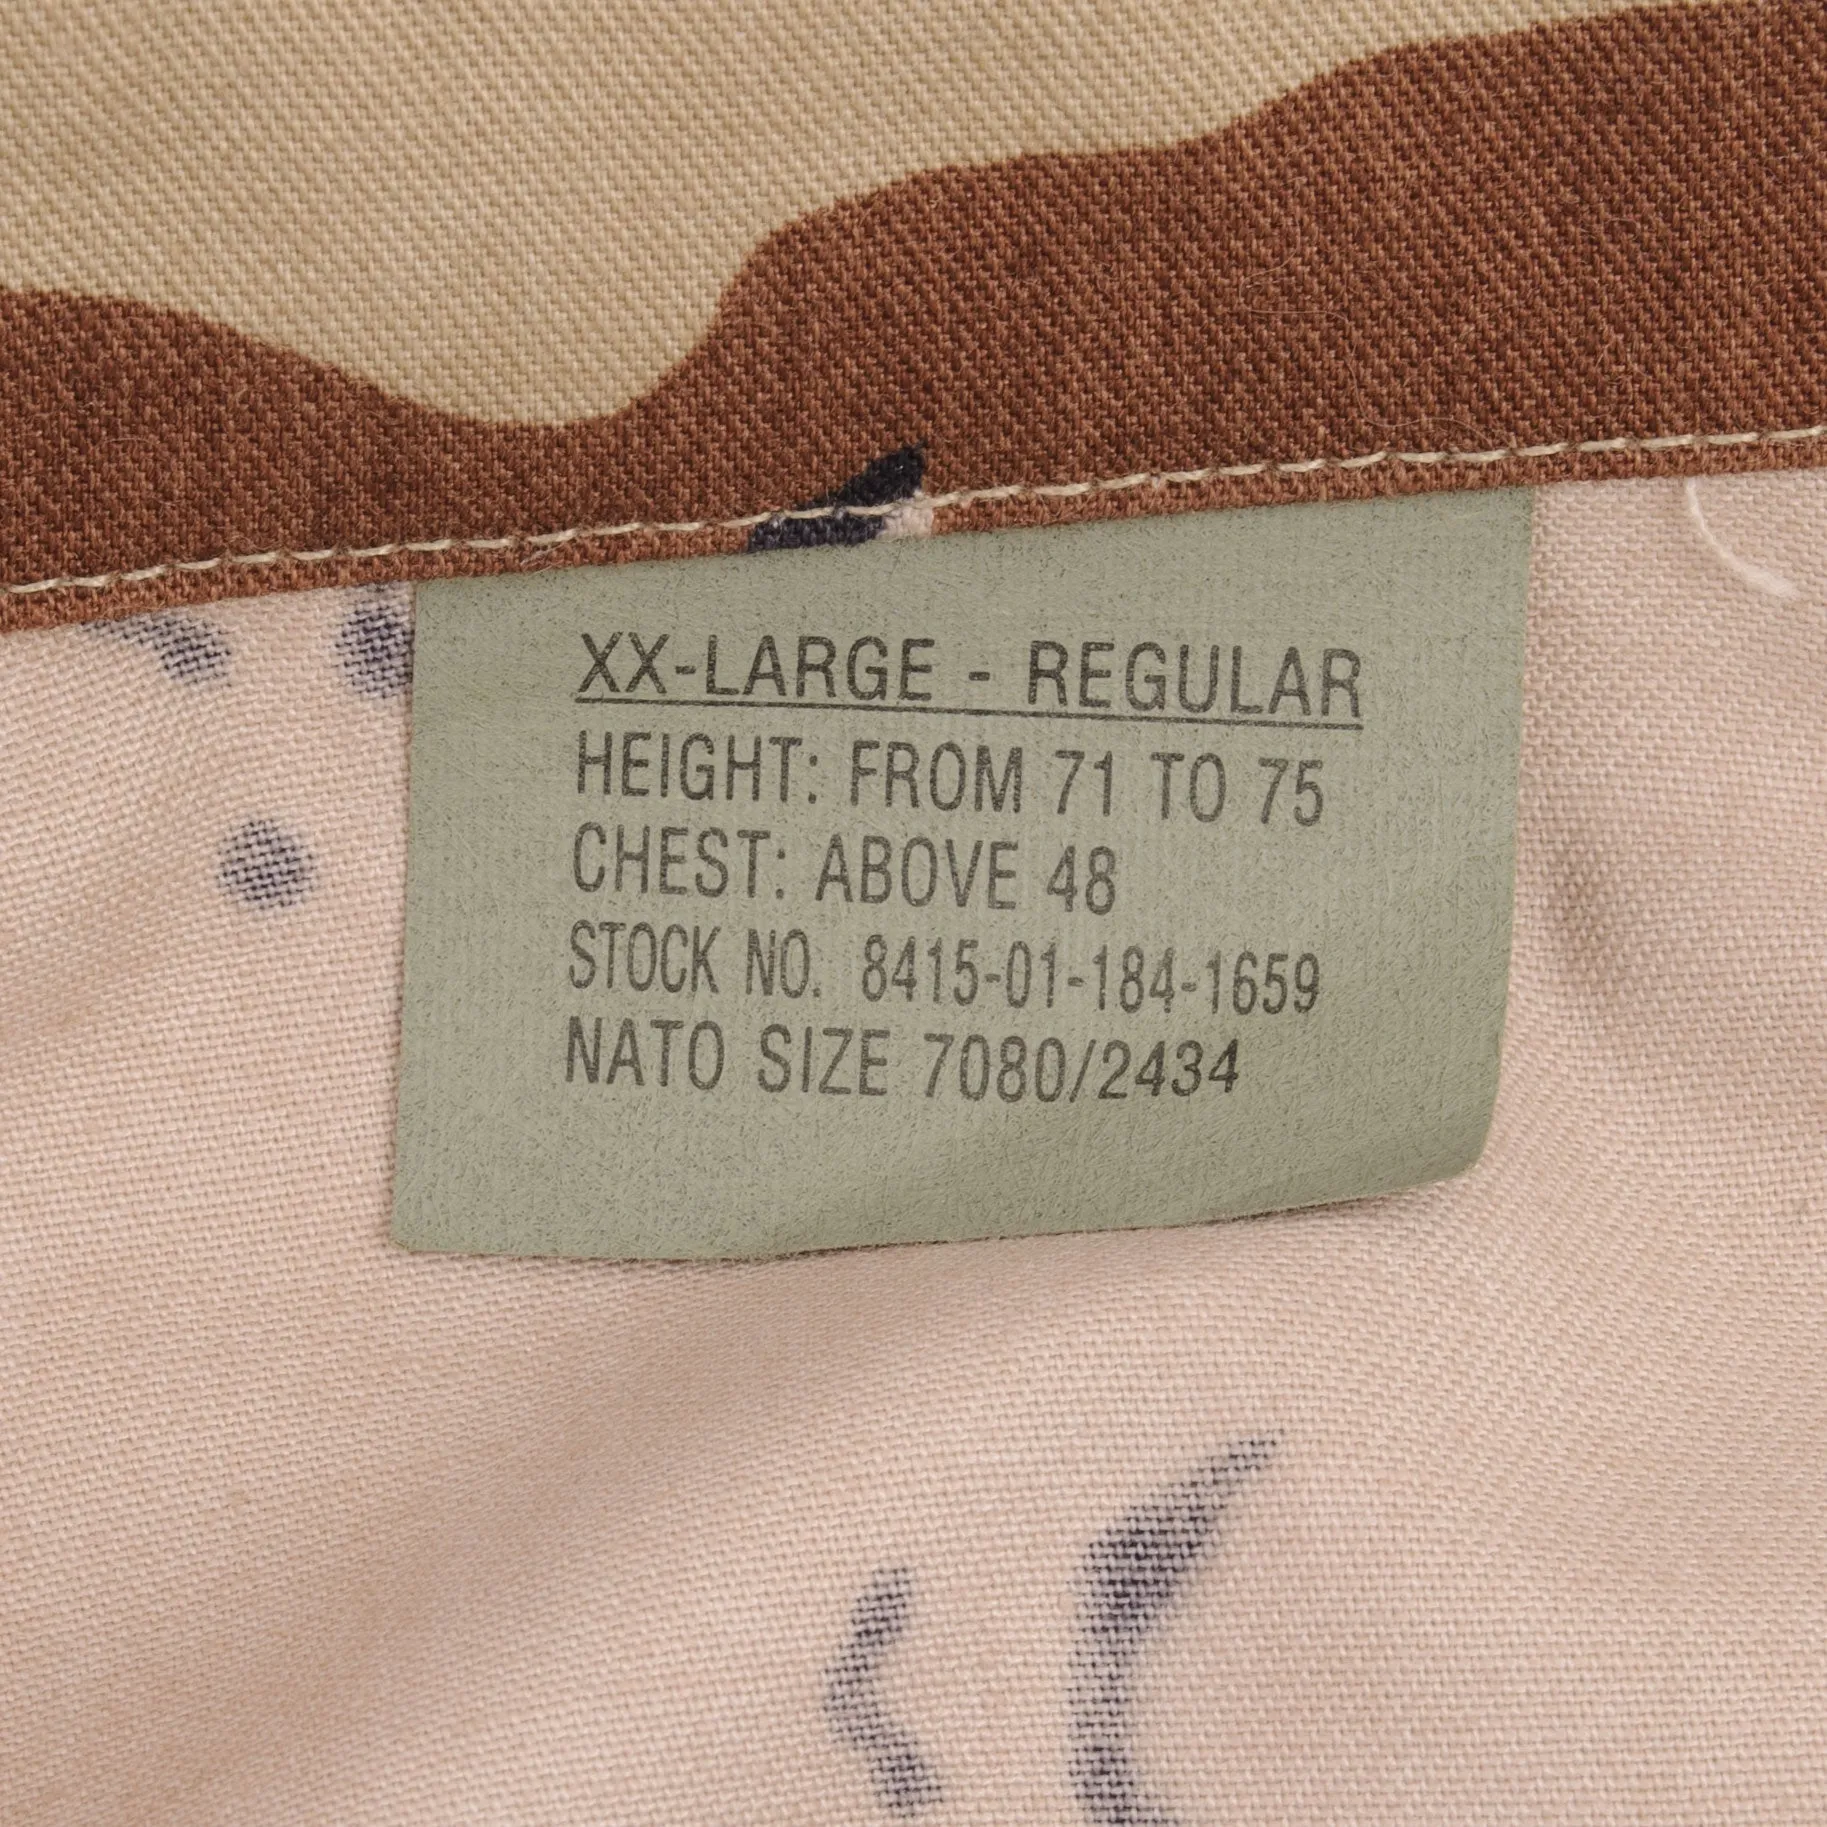 XX-LARGE - REGULAR
HEIGHT: FROM 71 TO 75
CHEST: ABOVE 48
STOCK NO. 8415-01-184-1659
NATO SIZE 7080/2434